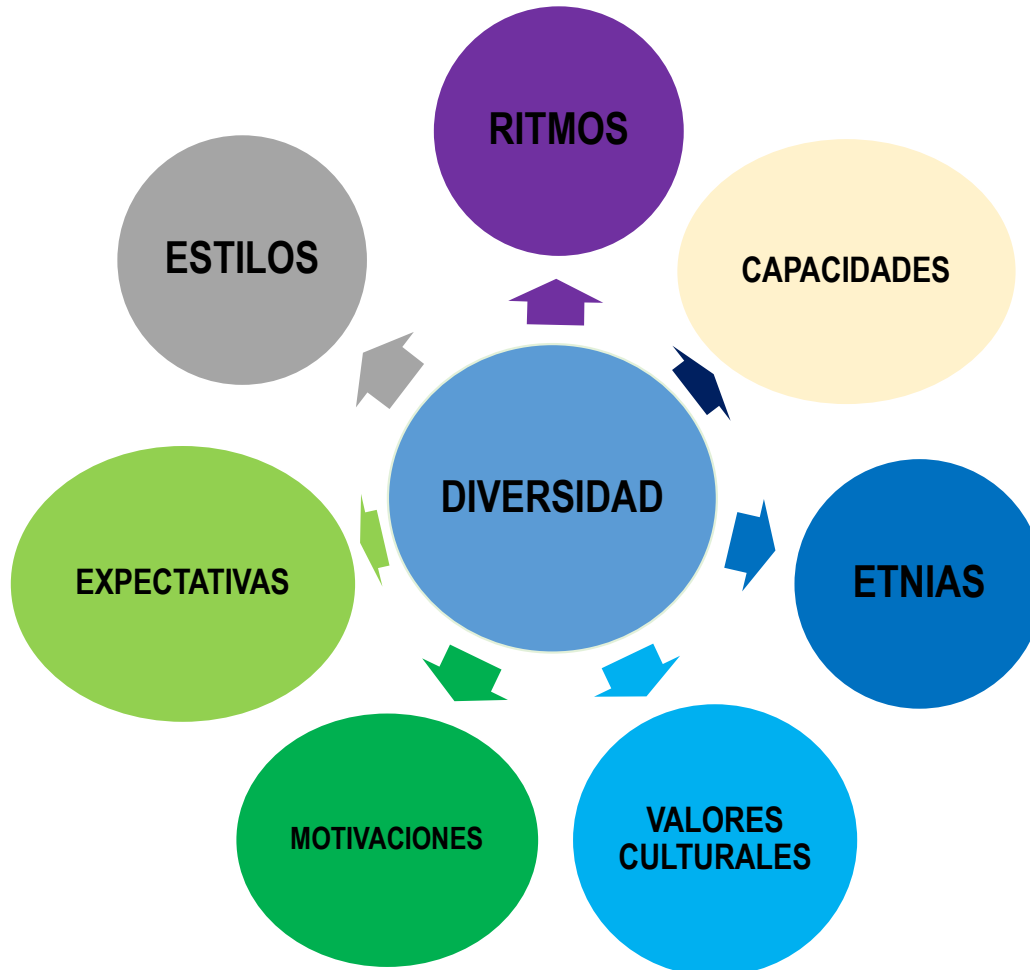 RITMOS
ESTILOS
CAPACIDADES
DIVERSIDAD
EXPECTATIVAS
ETNIAS
MOTIVACIONES
VALORES
CULTURALES